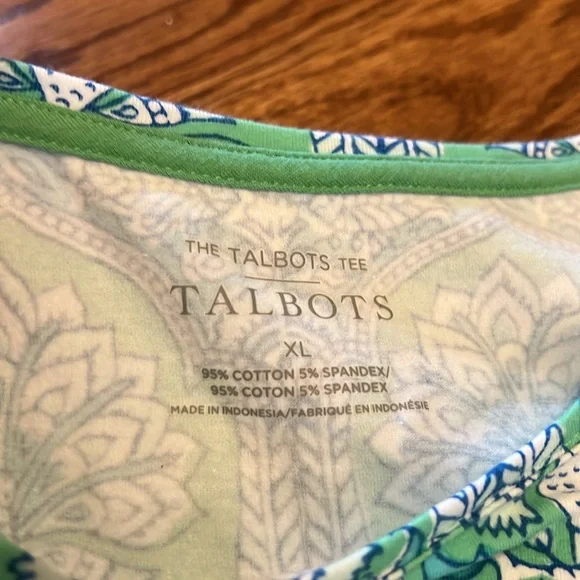 THE TALBOTS TEE
TALBOTS
XL
95% COTTON 5% SPANDEX/
95% COTON 5% SPANDEX
MADE IN INDONESIA/FABRIQUÉ EN INDONÉSIE